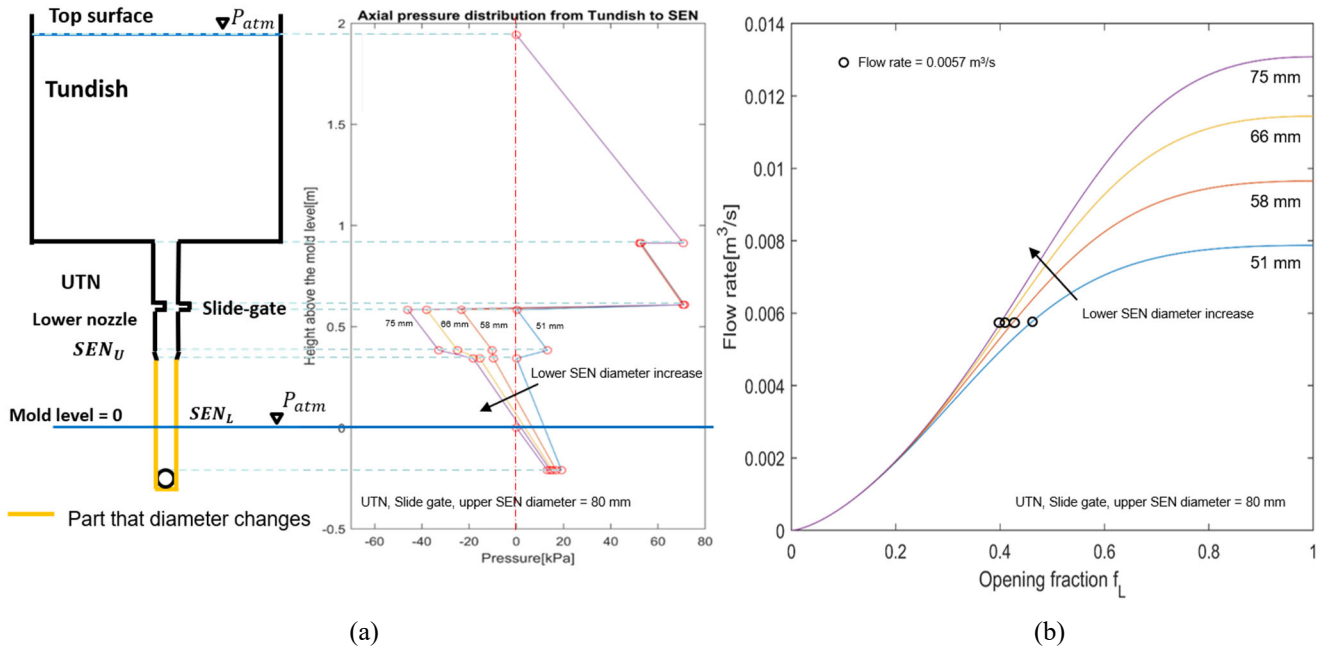 Top surface
P_atm
Tundish
UTN
Slide-gate
Lower nozzle
SEN_U
Mold level = 0
SEN_L
P_atm
Part that diameter changes
Axial pressure distribution from Tundish to SEN
2
1.5
1
0.5
0
-0.5
Height above the mold level[m]
75 mm
66 mm
58 mm
51 mm
Lower SEN diameter increase
UTN, Slide gate, upper SEN diameter = 80 mm
-60
-40
-20
0
20
40
60
80
Pressure[kPa]
(a)
0.014
0.012
0.01
0.008
0.006
0.004
0.002
0
Flow rate[m³/s]
Flow rate = 0.0057 m³/s
75 mm
66 mm
58 mm
51 mm
Lower SEN diameter increase
UTN, Slide gate, upper SEN diameter = 80 mm
0
0.2
0.4
0.6
0.8
1
Opening fraction f_L
(b)